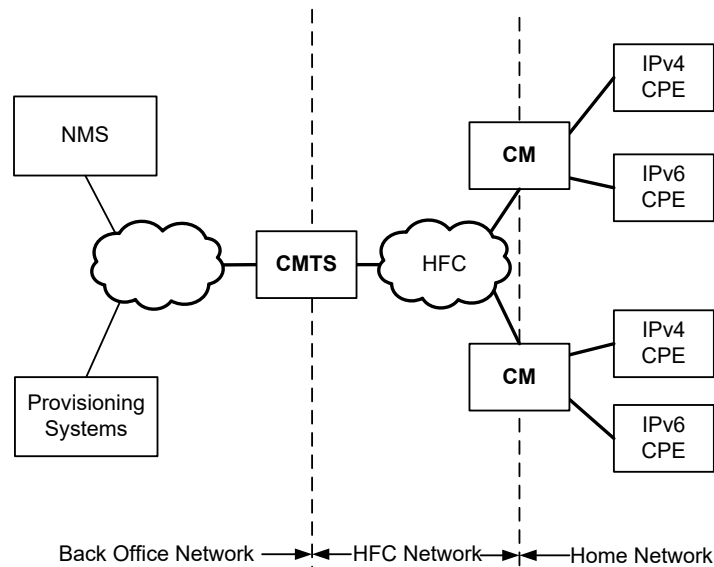 NMS
Provisioning
Systems
CMTS
HFC
CM
IPv4
CPE
IPv6
CPE
CM
IPv4
CPE
IPv6
CPE
Back Office Network
HFC Network
Home Network